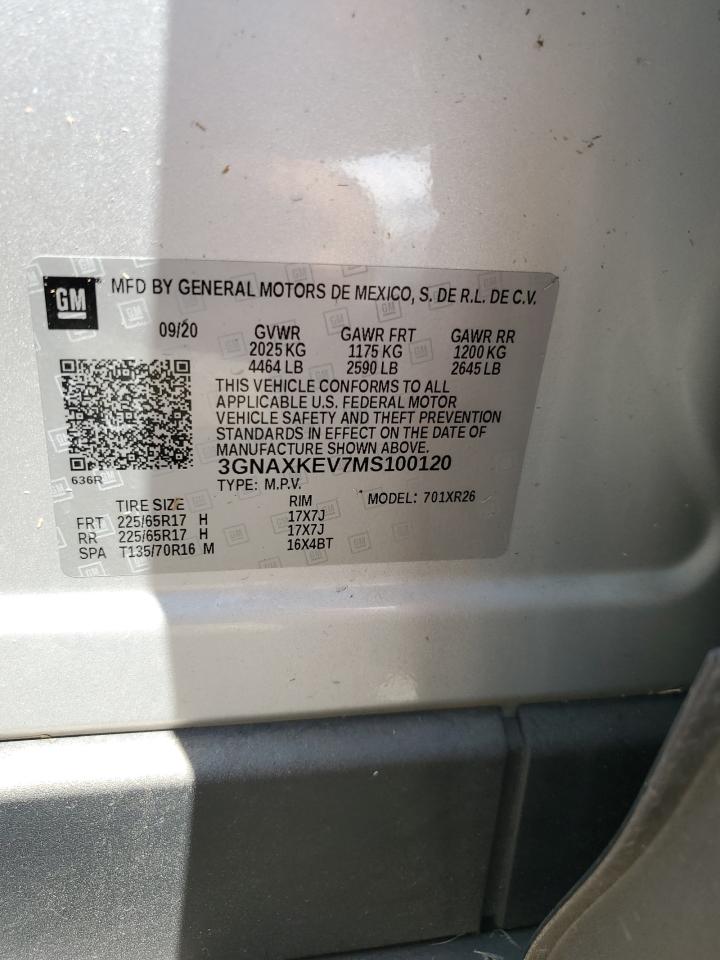 GM MFD BY GENERAL MOTORS DE MEXICO, S. DE R.L. DE C.V.
09/20 GVWR GAWR FRT GAWR RR
2025 KG 1175 KG 1200 KG
4464 LB 2590 LB 2645 LB
THIS VEHICLE CONFORMS TO ALL
APPLICABLE U.S. FEDERAL MOTOR
VEHICLE SAFETY AND THEFT PREVENTION
STANDARDS IN EFFECT ON THE DATE OF
MANUFACTURE SHOWN ABOVE.
636R 3GNAXKEV7MS100120
TYPE: M.P.V.
TIRE SIZE RIM MODEL: 701XR26
FRT 225/65R17 H 17X7J
RR 225/65R17 H 17X7J
SPA T135/70R16 M 16X4BT